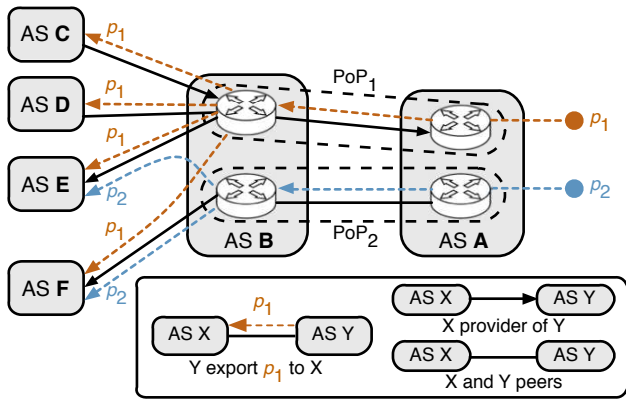 AS C
p1
PoP1
AS D
p1
p1
p1
AS E
p2
p2
p1
PoP2
AS B
AS A
AS F
p2
p1
AS X
AS Y
Y export p1 to X
AS X
AS Y
X provider of Y
AS X
AS Y
X and Y peers